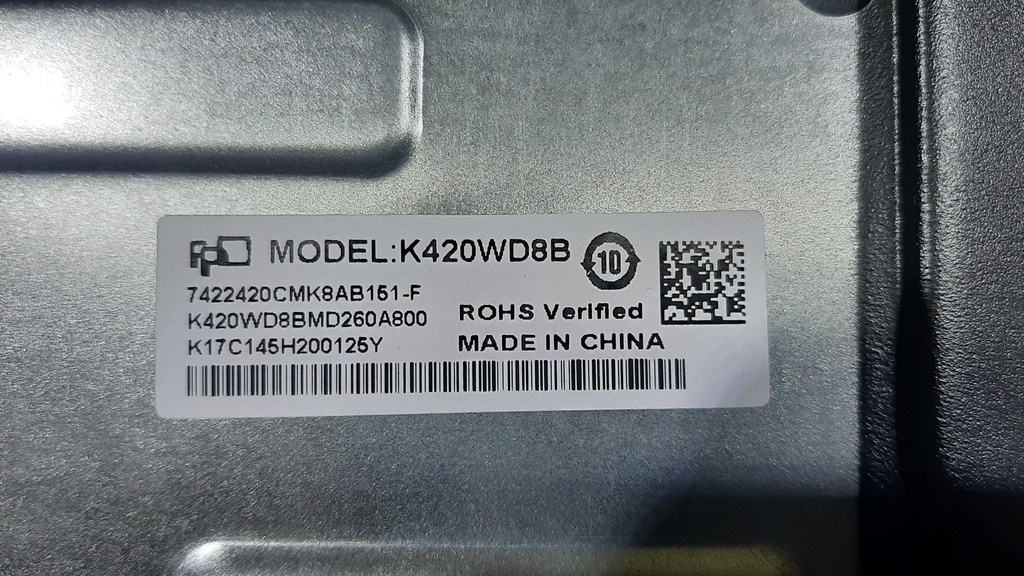 MODEL:K420WD8B
10
7422420CMK8AB151-F
K420WD8BMD260A800
K17C145H200125Y
ROHS Verified
MADE IN CHINA